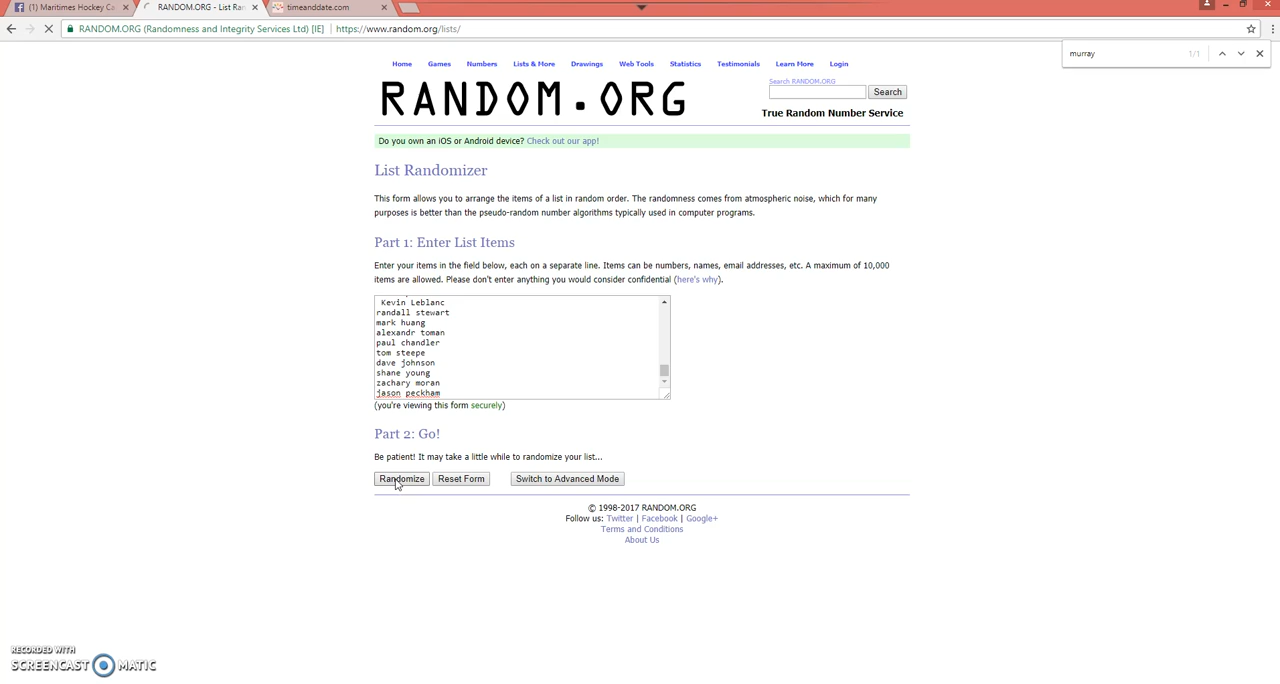 (1) Maritimes Hockey Ca
RANDOM.ORG - List Ran
timeanddate.com
RANDOM.ORG (Randomness and Integrity Services Ltd) [IE] | https://www.random.org/lists/
murray 1/1
Home Games Numbers Lists & More Drawings Web Tools Statistics Testimonials Learn More Login
Search RANDOM.ORG
Search
RANDOM.ORG
True Random Number Service
Do you own an iOS or Android device? Check out our app!
List Randomizer
This form allows you to arrange the items of a list in random order. The randomness comes from atmospheric noise, which for many
purposes is better than the pseudo-random number algorithms typically used in computer programs.
Part 1: Enter List Items
Enter your items in the field below, each on a separate line. Items can be numbers, names, email addresses, etc. A maximum of 10,000
items are allowed. Please don't enter anything you would consider confidential (here's why).
Kevin Leblanc
randall stewart
mark huang
alexandr toman
paul chandler
tom steepe
dave johnson
shane young
zachary moran
jason peckham
(you're viewing this form securely)
Part 2: Go!
Be patient! It may take a little while to randomize your list...
Randomize Reset Form Switch to Advanced Mode
© 1998-2017 RANDOM.ORG
Follow us: Twitter | Facebook | Google+
Terms and Conditions
About Us
RECORDED WITH
SCREENCAST MATIC